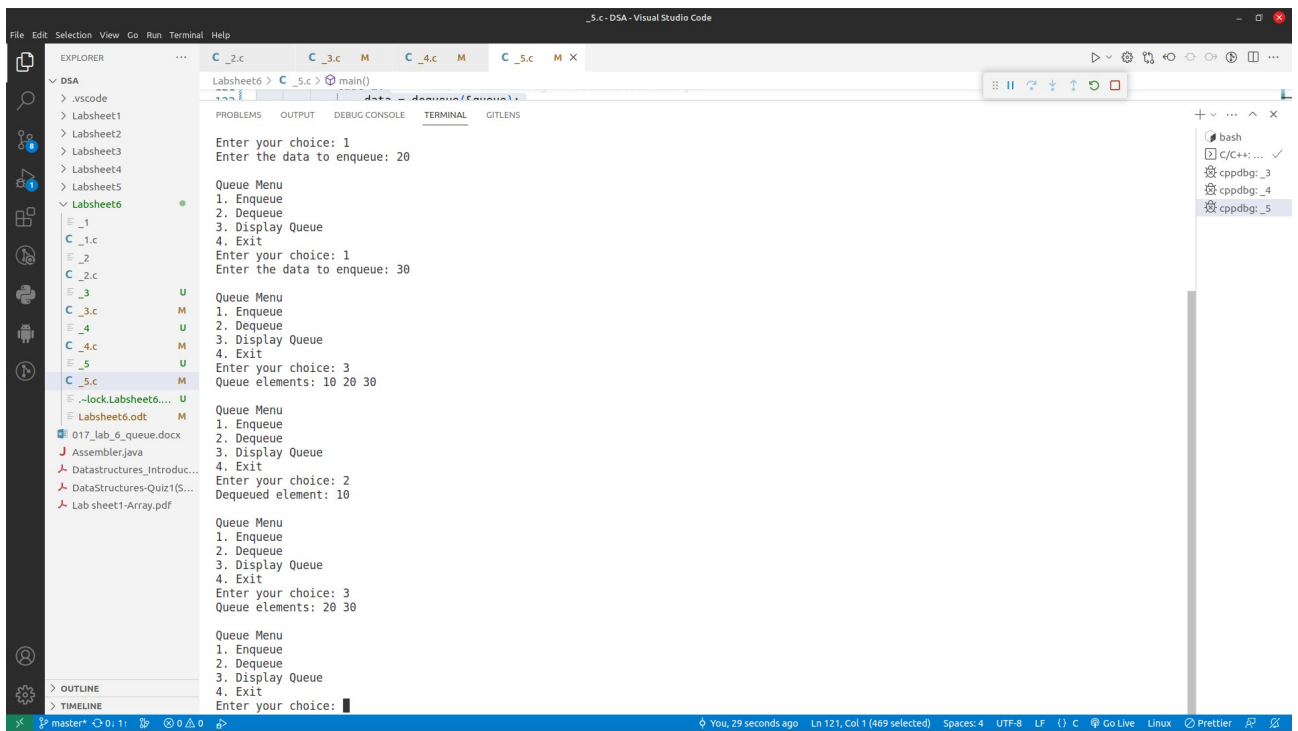 _5.c - DSA - Visual Studio Code
File Edit Selection View Go Run Terminal Help
EXPLORER
DSA
.vscode
Labsheet1
Labsheet2
Labsheet3
Labsheet4
Labsheet5
Labsheet6
_1
C _1.c
_2
C _2.c
_3 U
C _3.c M
_4 U
C _4.c M
_5 U
C _5.c M
.~lock.Labsheet6.... U
Labsheet6.odt M
017_lab_6_queue.docx
J Assembler.java
Datastructures_Introduc...
DataStructures-Quiz1(S...
Lab sheet1-Array.pdf
OUTLINE
TIMELINE
C _2.c C _3.c M C _4.c M C _5.c M
Labsheet6 > C _5.c > main()
data = dequeue(&queue);
PROBLEMS OUTPUT DEBUG CONSOLE TERMINAL GITLENS
Enter your choice: 1
Enter the data to enqueue: 20
Queue Menu
1. Enqueue
2. Dequeue
3. Display Queue
4. Exit
Enter your choice: 1
Enter the data to enqueue: 30
Queue Menu
1. Enqueue
2. Dequeue
3. Display Queue
4. Exit
Enter your choice: 3
Queue elements: 10 20 30
Queue Menu
1. Enqueue
2. Dequeue
3. Display Queue
4. Exit
Enter your choice: 2
Dequeued element: 10
Queue Menu
1. Enqueue
2. Dequeue
3. Display Queue
4. Exit
Enter your choice: 3
Queue elements: 20 30
Queue Menu
1. Enqueue
2. Dequeue
3. Display Queue
4. Exit
Enter your choice:
bash
C/C++: ...
cppdbg: _3
cppdbg: _4
cppdbg: _5
8
1
master* 0↓ 1↑ 0 0 You, 29 seconds ago Ln 121, Col 1 (469 selected) Spaces: 4 UTF-8 LF {} C Go Live Linux Prettier